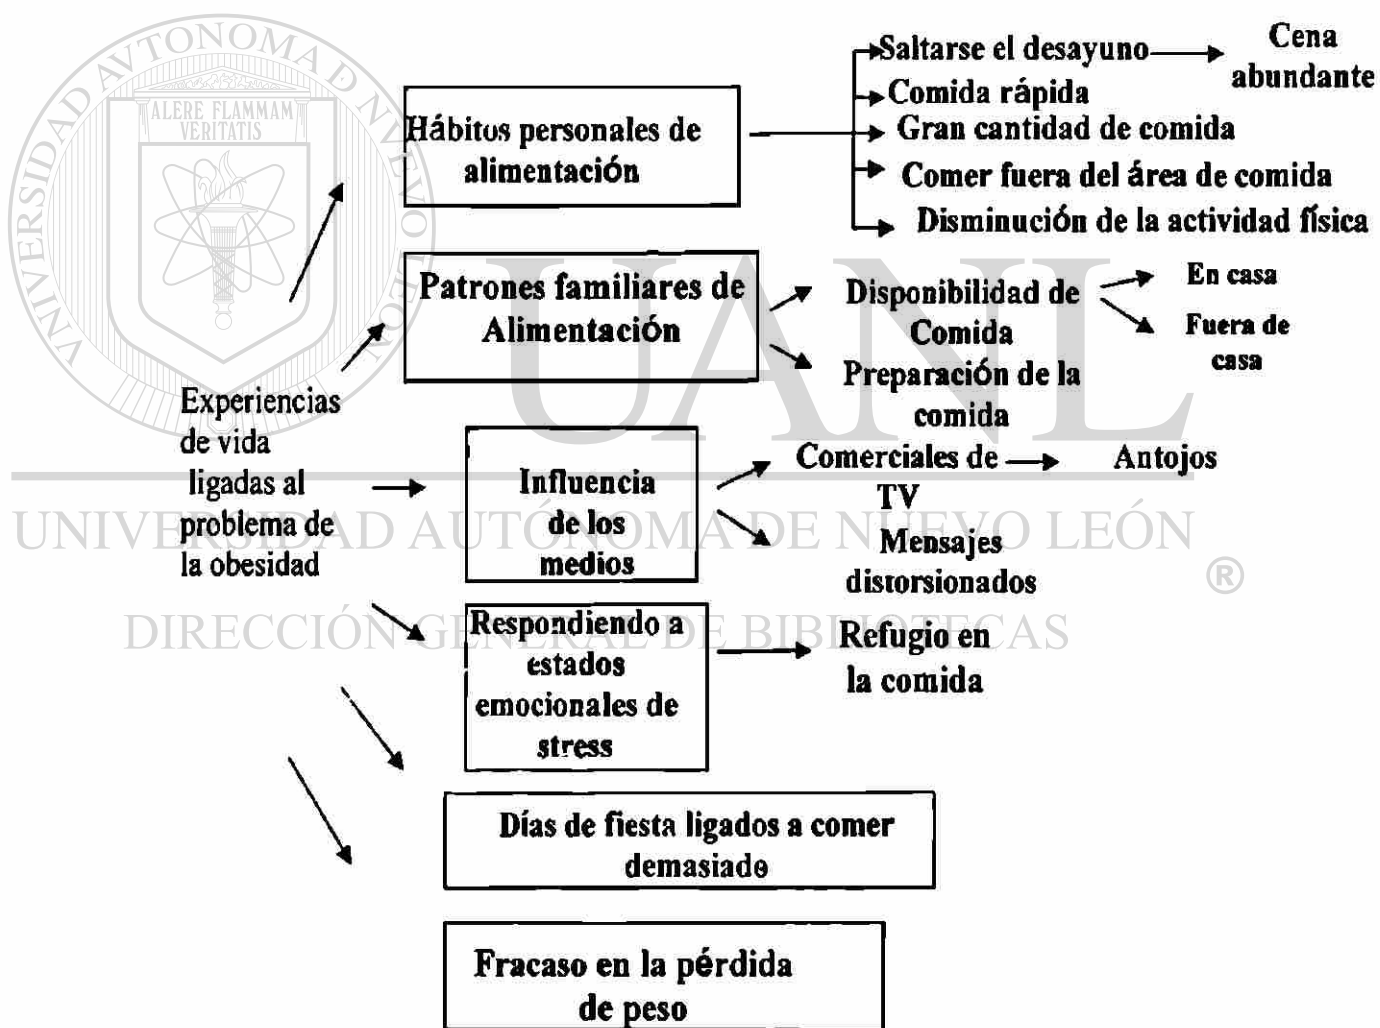 Saltarse el desayuno
Cena
abundante
Comida rápida
Gran cantidad de comida
Comer fuera del área de comida
Disminución de la actividad física
Hábitos personales de
alimentación
Patrones familiares de
Alimentación
Disponibilidad de
Comida
En casa
Fuera de
casa
Preparación de la
comida
Experiencias
de vida
ligadas al
problema de
la obesidad
Influencia
de los
medios
Comerciales de
TV
Antojos
Mensajes
distorsionados
Respondiendo a
estados
emocionales de
stress
Refugio en
la comida
Días de fiesta ligados a comer
demasiado
Fracaso en la pérdida
de peso
UNIVERSIDAD AVTONOMA D NVEVO LEON
ALERE FLAMMAM
VERITATIS
UANL
UNIVERSIDAD AUTÓNOMA DE NUEVO LEÓN
®
DIRECCIÓN GENERAL DE BIBLIOTECAS